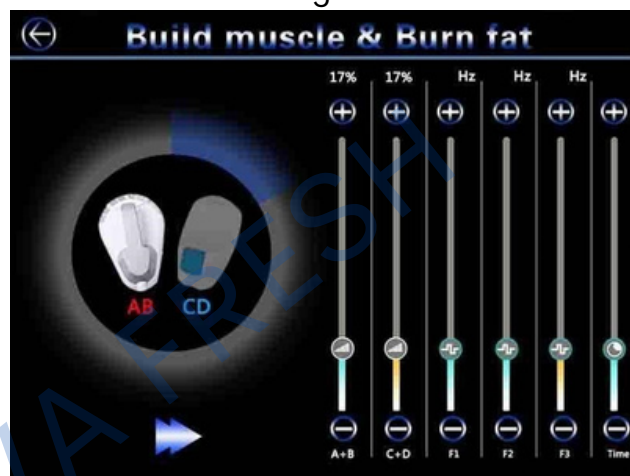 Build muscle & Burn fat
17% 17% Hz Hz Hz
AB CD
A+B C+D F1 F2 F3 Time